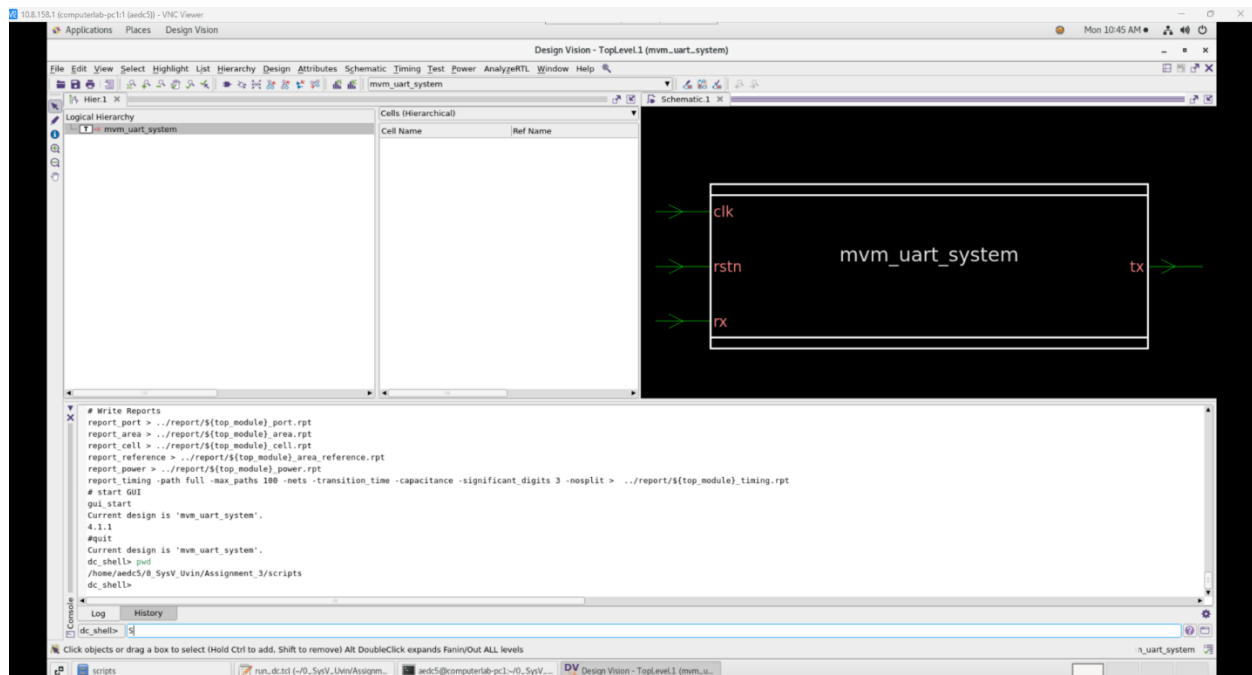 10.8.158.1 (computerlab-pc1:1 (aedc5)) - VNC Viewer
Applications Places Design Vision Mon 10:45 AM
Design Vision - TopLevel.1 (mvm_uart_system)
File Edit View Select Highlight List Hierarchy Design Attributes Schematic Timing Test Power AnalyzeRTL Window Help
mvm_uart_system
Hier.1
Schematic.1
Logical Hierarchy
mvm_uart_system
Cells (Hierarchical)
Cell Name Ref Name
clk
rstn
rx
mvm_uart_system
tx
# Write Reports
report_port > ../report/${top_module}_port.rpt
report_area > ../report/${top_module}_area.rpt
report_cell > ../report/${top_module}_cell.rpt
report_reference > ../report/${top_module}_area_reference.rpt
report_power > ../report/${top_module}_power.rpt
report_timing -path full -max_paths 100 -nets -transition_time -capacitance -significant_digits 3 -nosplit > ../report/${top_module}_timing.rpt
# start GUI
gui_start
Current design is 'mvm_uart_system'.
4.1.1
#quit
Current design is 'mvm_uart_system'.
dc_shell> pwd
/home/aedc5/0_SysV_Uvin/Assignment_3/scripts
dc_shell>
Console
Log History
dc_shell> S
Click objects or drag a box to select (Hold Ctrl to add, Shift to remove) Alt DoubleClick expands Fanin/Out ALL levels
_uart_system
scripts
run_dc.tcl (~/0_SysV_Uvin/Assignm...
aedc5@computerlab-pc1:~/0_SysV_...
DV Design Vision - TopLevel.1 (mvm_u...